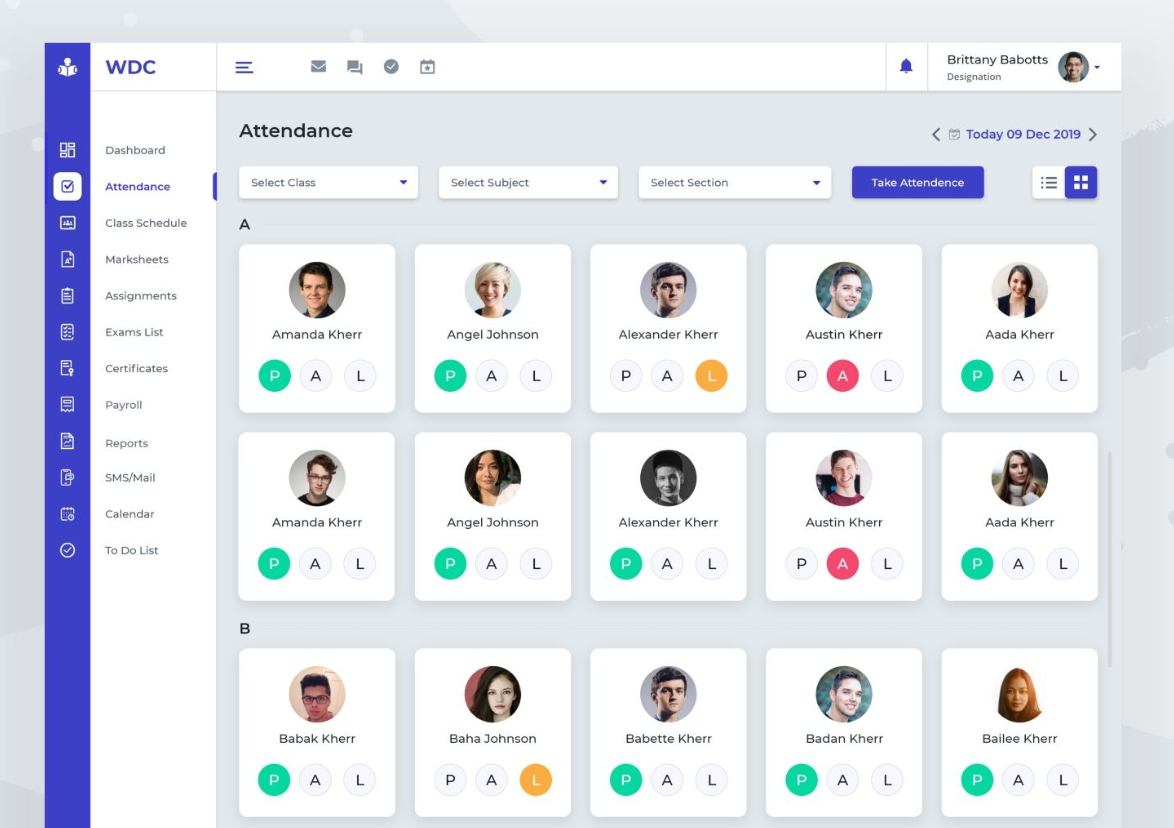 WDC
Brittany Babotts
Designation
Dashboard
Attendance
Class Schedule
Marksheets
Assignments
Exams List
Certificates
Payroll
Reports
SMS/Mail
Calendar
To Do List
Attendance
Today 09 Dec 2019
Select Class
Select Subject
Select Section
Take Attendence
A
Amanda Kherr
Angel Johnson
Alexander Kherr
Austin Kherr
Aada Kherr
P A L
P A L
P A L
P A L
P A L
Amanda Kherr
Angel Johnson
Alexander Kherr
Austin Kherr
Aada Kherr
P A L
P A L
P A L
P A L
P A L
B
Babak Kherr
Baha Johnson
Babette Kherr
Badan Kherr
Bailee Kherr
P A L
P A L
P A L
P A L
P A L